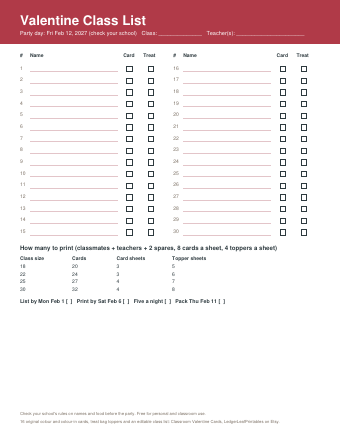 Valentine Class List
Party day: Fri Feb 12, 2027 (check your school) Class: ______________ Teacher(s): ______________________
# Name Card Treat # Name Card Treat
1 16
2 17
3 18
4 19
5 20
6 21
7 22
8 23
9 24
10 25
11 26
12 27
13 28
14 29
15 30
How many to print (classmates + teachers + 2 spares, 8 cards a sheet, 4 toppers a sheet)
Class size Cards Card sheets Topper sheets
18 20 3 5
22 24 3 6
25 27 4 7
30 32 4 8
List by Mon Feb 1 [ ] Print by Sat Feb 6 [ ] Five a night [ ] Pack Thu Feb 11 [ ]
Check your school's rules on names and food before the party. Free for personal and classroom use.